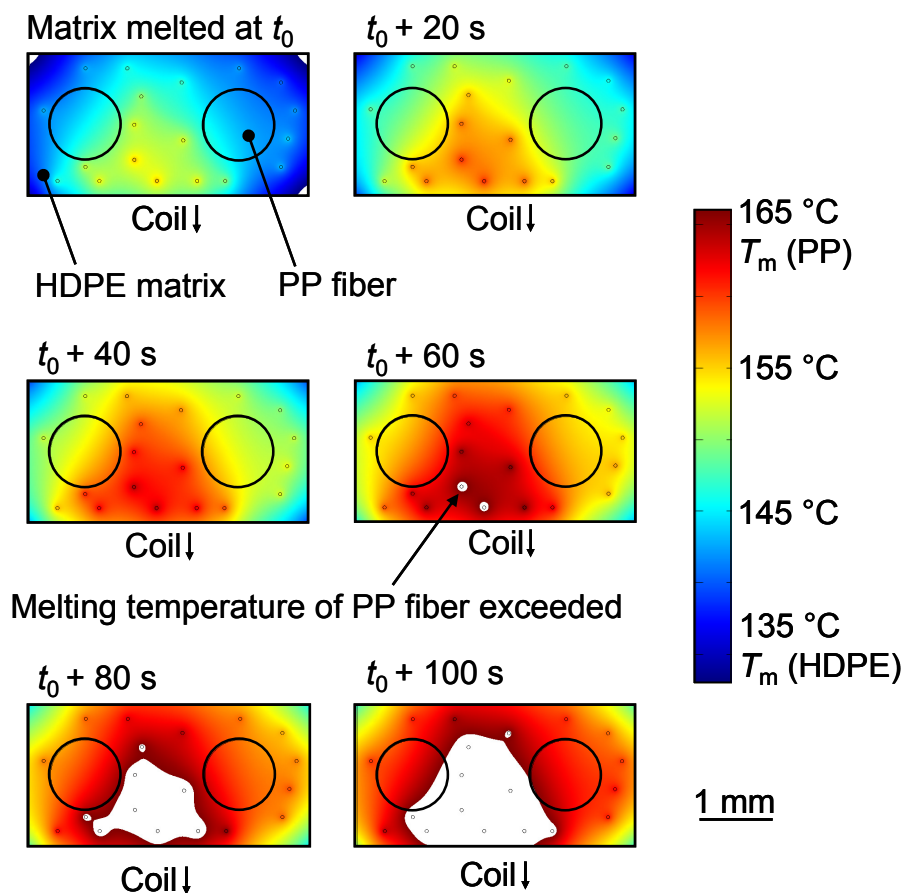 Matrix melted at t₀
t₀ + 20 s
Coil↓
HDPE matrix
PP fiber
165 °C
Tₘ (PP)
155 °C
145 °C
135 °C
Tₘ (HDPE)
t₀ + 40 s
t₀ + 60 s
Coil↓
Coil↓
Melting temperature of PP fiber exceeded
t₀ + 80 s
t₀ + 100 s
Coil↓
Coil↓
1 mm